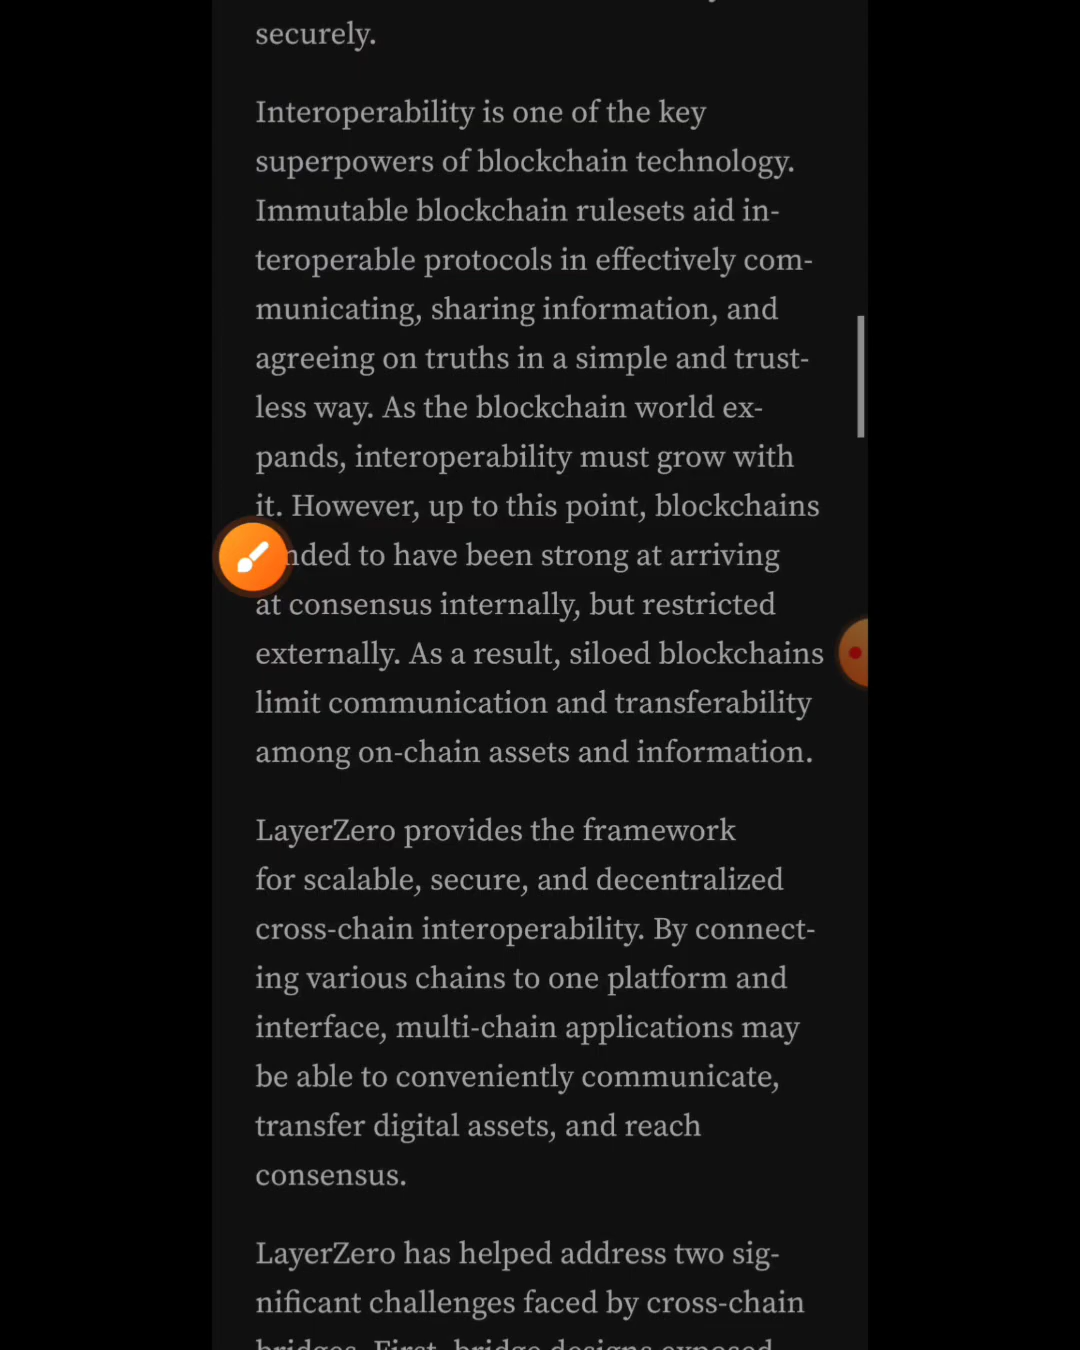 securely.
Interoperability is one of the key
superpowers of blockchain technology.
Immutable blockchain rulesets aid in-
teroperable protocols in effectively com-
municating, sharing information, and
agreeing on truths in a simple and trust-
less way. As the blockchain world ex-
pands, interoperability must grow with
it. However, up to this point, blockchains
to have been strong at arriving
at consensus internally, but restricted
externally. As a result, siloed blockchains
limit communication and transferability
among on-chain assets and information.
LayerZero provides the framework
for scalable, secure, and decentralized
cross-chain interoperability. By connect-
ing various chains to one platform and
interface, multi-chain applications may
be able to conveniently communicate,
transfer digital assets, and reach
consensus.
LayerZero has helped address two sig-
nificant challenges faced by cross-chain
bridges. First, bridge designs exposed